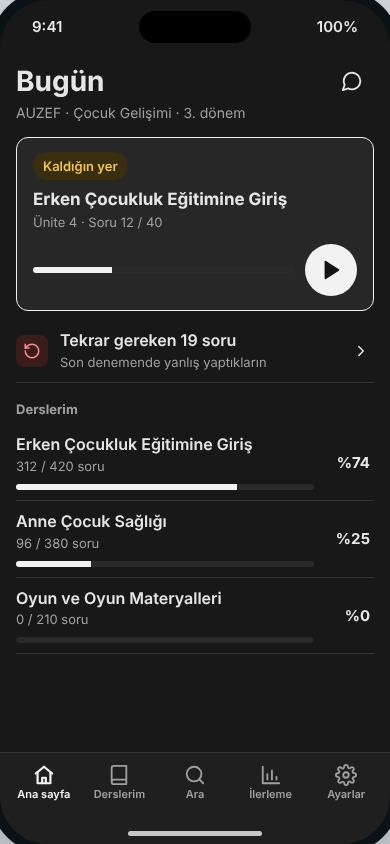 9:41
100%
Bugün
AUZEF · Çocuk Gelişimi · 3. dönem
Kaldığın yer
Erken Çocukluk Eğitimine Giriş
Ünite 4 · Soru 12 / 40
Tekrar gereken 19 soru
Son denemende yanlış yaptıkların
Derslerim
Erken Çocukluk Eğitimine Giriş
312 / 420 soru
%74
Anne Çocuk Sağlığı
96 / 380 soru
%25
Oyun ve Oyun Materyalleri
0 / 210 soru
%0
Ana sayfa
Derslerim
Ara
İlerleme
Ayarlar